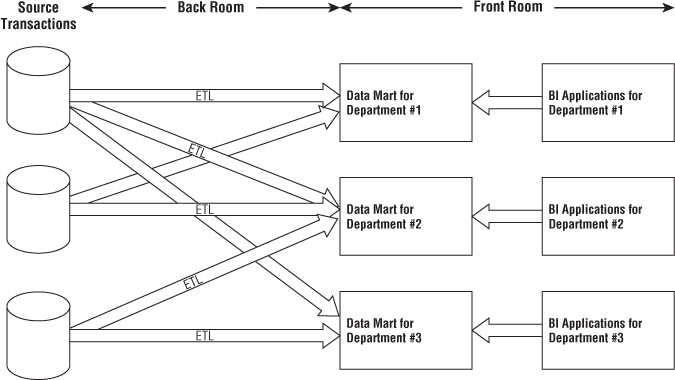 Source
Transactions
Back Room
Front Room
ETL
Data Mart for
Department #1
BI Applications for
Department #1
ETL
ETL
Data Mart for
Department #2
BI Applications for
Department #2
ETL
ETL
Data Mart for
Department #3
BI Applications for
Department #3